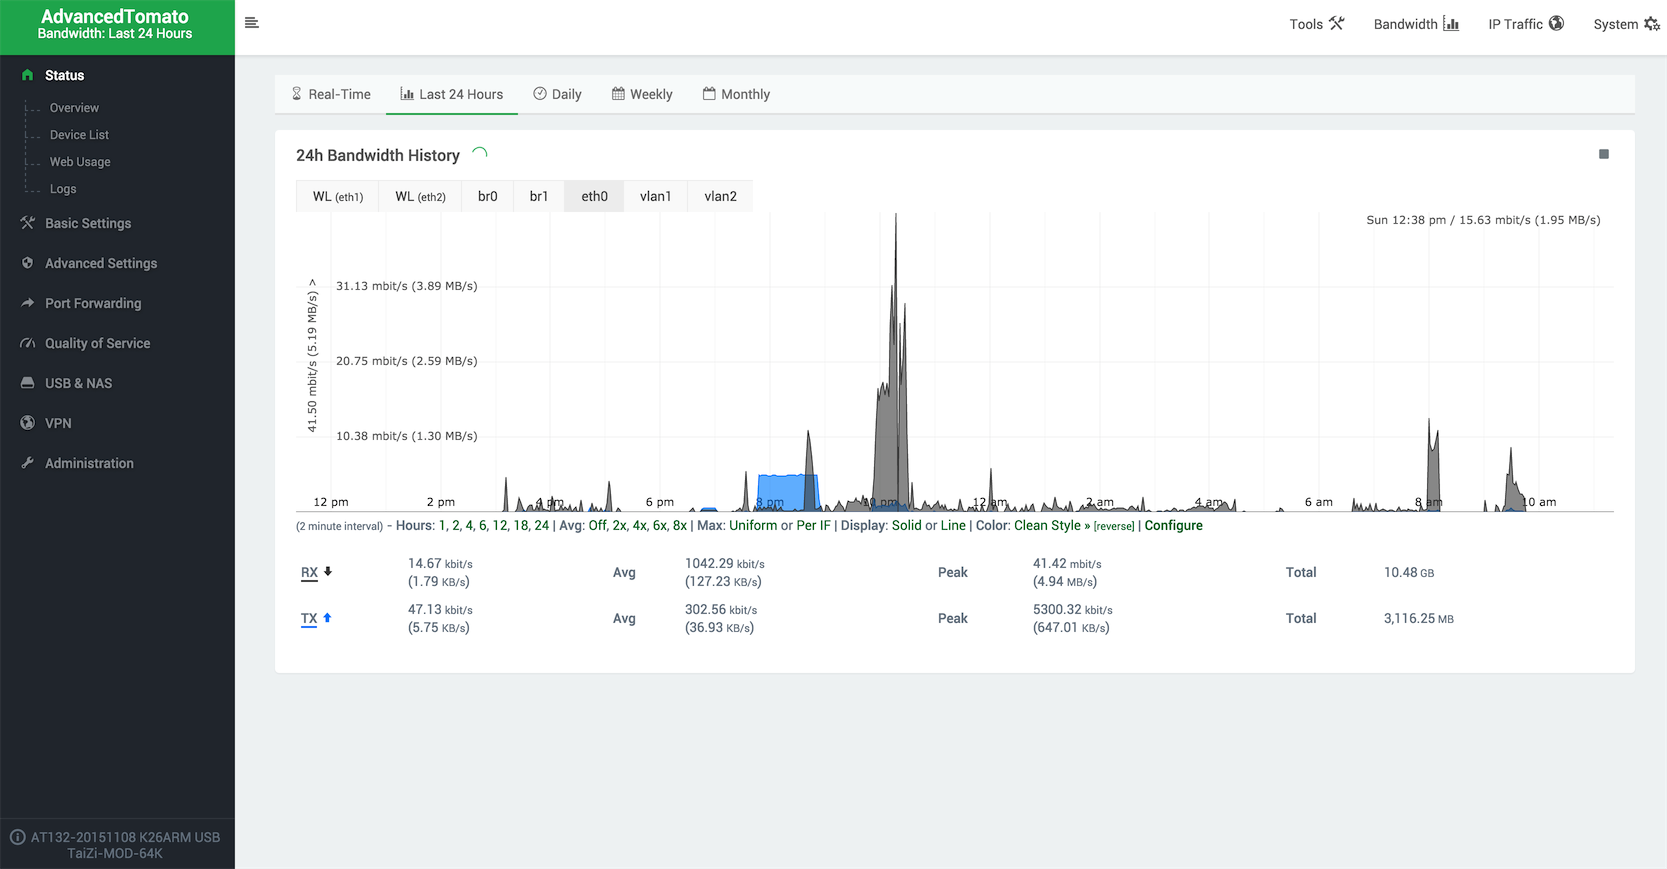 AdvancedTomato
Bandwidth: Last 24 Hours
Tools
Bandwidth
IP Traffic
System
Status
Overview
Device List
Web Usage
Logs
Basic Settings
Advanced Settings
Port Forwarding
Quality of Service
USB & NAS
VPN
Administration
AT132-20151108 K26ARM USB
TaiZi-MOD-64K
Real-Time
Last 24 Hours
Daily
Weekly
Monthly
24h Bandwidth History
WL (eth1)
WL (eth2)
br0
br1
eth0
vlan1
vlan2
Sun 12:38 pm / 15.63 mbit/s (1.95 MB/s)
41.50 mbit/s (5.19 MB/s) >
31.13 mbit/s (3.89 MB/s)
20.75 mbit/s (2.59 MB/s)
10.38 mbit/s (1.30 MB/s)
12 pm
2 pm
4 pm
6 pm
8 pm
10 pm
12 am
2 am
4 am
6 am
8 am
10 am
(2 minute interval) - Hours: 1, 2, 4, 6, 12, 18, 24 | Avg: Off, 2x, 4x, 6x, 8x | Max: Uniform or Per IF | Display: Solid or Line | Color: Clean Style » [reverse] | Configure
RX
14.67 kbit/s
(1.79 KB/s)
Avg
1042.29 kbit/s
(127.23 KB/s)
Peak
41.42 mbit/s
(4.94 MB/s)
Total
10.48 GB
TX
47.13 kbit/s
(5.75 KB/s)
Avg
302.56 kbit/s
(36.93 KB/s)
Peak
5300.32 kbit/s
(647.01 KB/s)
Total
3,116.25 MB